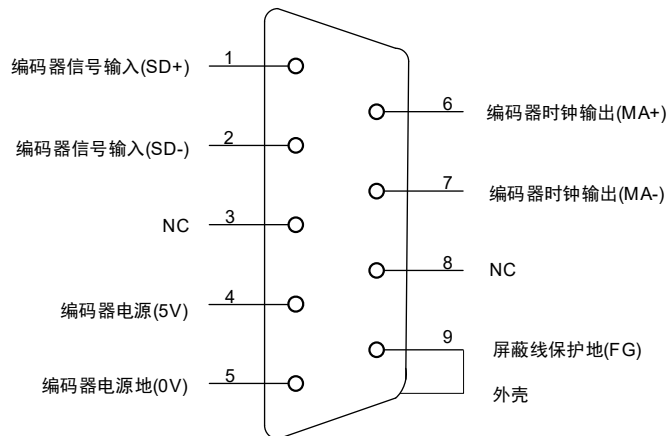 编码器信号输入(SD+) 1
编码器信号输入(SD-) 2
NC 3
编码器电源(5V) 4
编码器电源地(0V) 5
6 编码器时钟输出(MA+)
7 编码器时钟输出(MA-)
8 NC
9 屏蔽线保护地(FG)
外壳